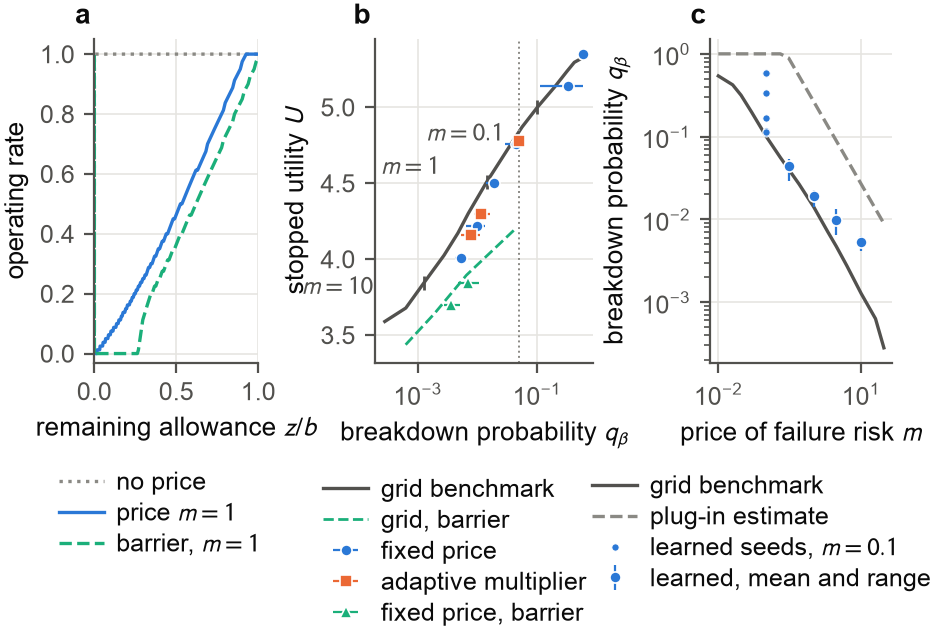 a
operating rate
1.0
0.8
0.6
0.4
0.2
0.0
0.0
0.5
1.0
remaining allowance z/b
no price
price m = 1
barrier, m = 1
b
stopped utility U
5.0
4.5
4.0
3.5
m = 0.1
m = 1
m = 10
10⁻³
10⁻¹
breakdown probability qᵦ
grid benchmark
grid, barrier
fixed price
adaptive multiplier
fixed price, barrier
c
breakdown probability qᵦ
10⁰
10⁻¹
10⁻²
10⁻³
10⁻²
10¹
price of failure risk m
grid benchmark
plug-in estimate
learned seeds, m = 0.1
learned, mean and range